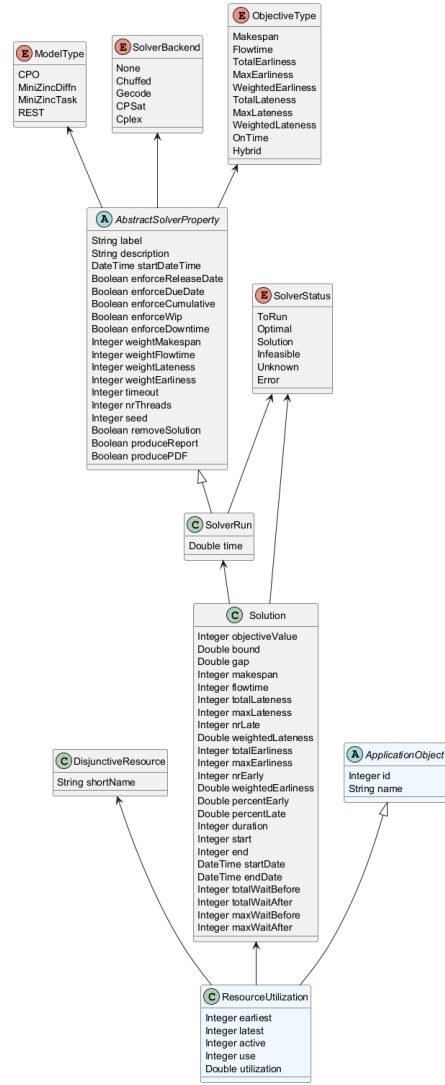 E ModelType
CPO
MiniZincDiffn
MiniZincTask
REST
E SolverBackend
None
Chuffed
Gecode
CPSat
Cplex
E ObjectiveType
Makespan
Flowtime
TotalEarliness
MaxEarliness
WeightedEarliness
TotalLateness
MaxLateness
WeightedLateness
OnTime
Hybrid
A AbstractSolverProperty
String label
String description
DateTime startDateTime
Boolean enforceReleaseDate
Boolean enforceDueDate
Boolean enforceCumulative
Boolean enforceWip
Boolean enforceDowntime
Integer weightMakespan
Integer weightFlowtime
Integer weightLateness
Integer weightEarliness
Integer timeout
Integer nrThreads
Integer seed
Boolean removeSolution
Boolean produceReport
Boolean producePDF
E SolverStatus
ToRun
Optimal
Solution
Infeasible
Unknown
Error
C SolverRun
Double time
C Solution
Integer objectiveValue
Double bound
Double gap
Integer makespan
Integer flowtime
Integer totalLateness
Integer maxLateness
Integer nrLate
Double weightedLateness
Integer totalEarliness
Integer maxEarliness
Integer nrEarly
Double weightedEarliness
Double percentEarly
Double percentLate
Integer duration
Integer start
Integer end
DateTime startDate
DateTime endDate
Integer totalWaitBefore
Integer totalWaitAfter
Integer maxWaitBefore
Integer maxWaitAfter
C DisjunctiveResource
String shortName
A ApplicationObject
Integer id
String name
C ResourceUtilization
Integer earliest
Integer latest
Integer active
Integer use
Double utilization